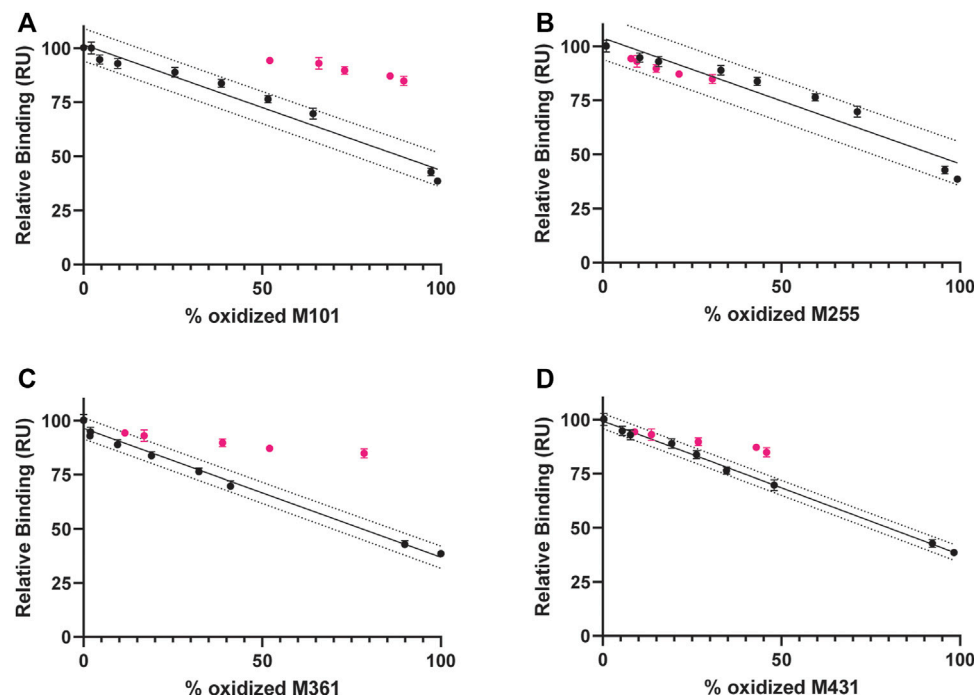 A
Relative Binding (RU)
100
75
50
25
0
0
50
100
% oxidized M101
B
Relative Binding (RU)
100
75
50
25
0
0
50
100
% oxidized M255
C
Relative Binding (RU)
100
75
50
25
0
0
50
100
% oxidized M361
D
Relative Binding (RU)
100
75
50
25
0
0
50
100
% oxidized M431